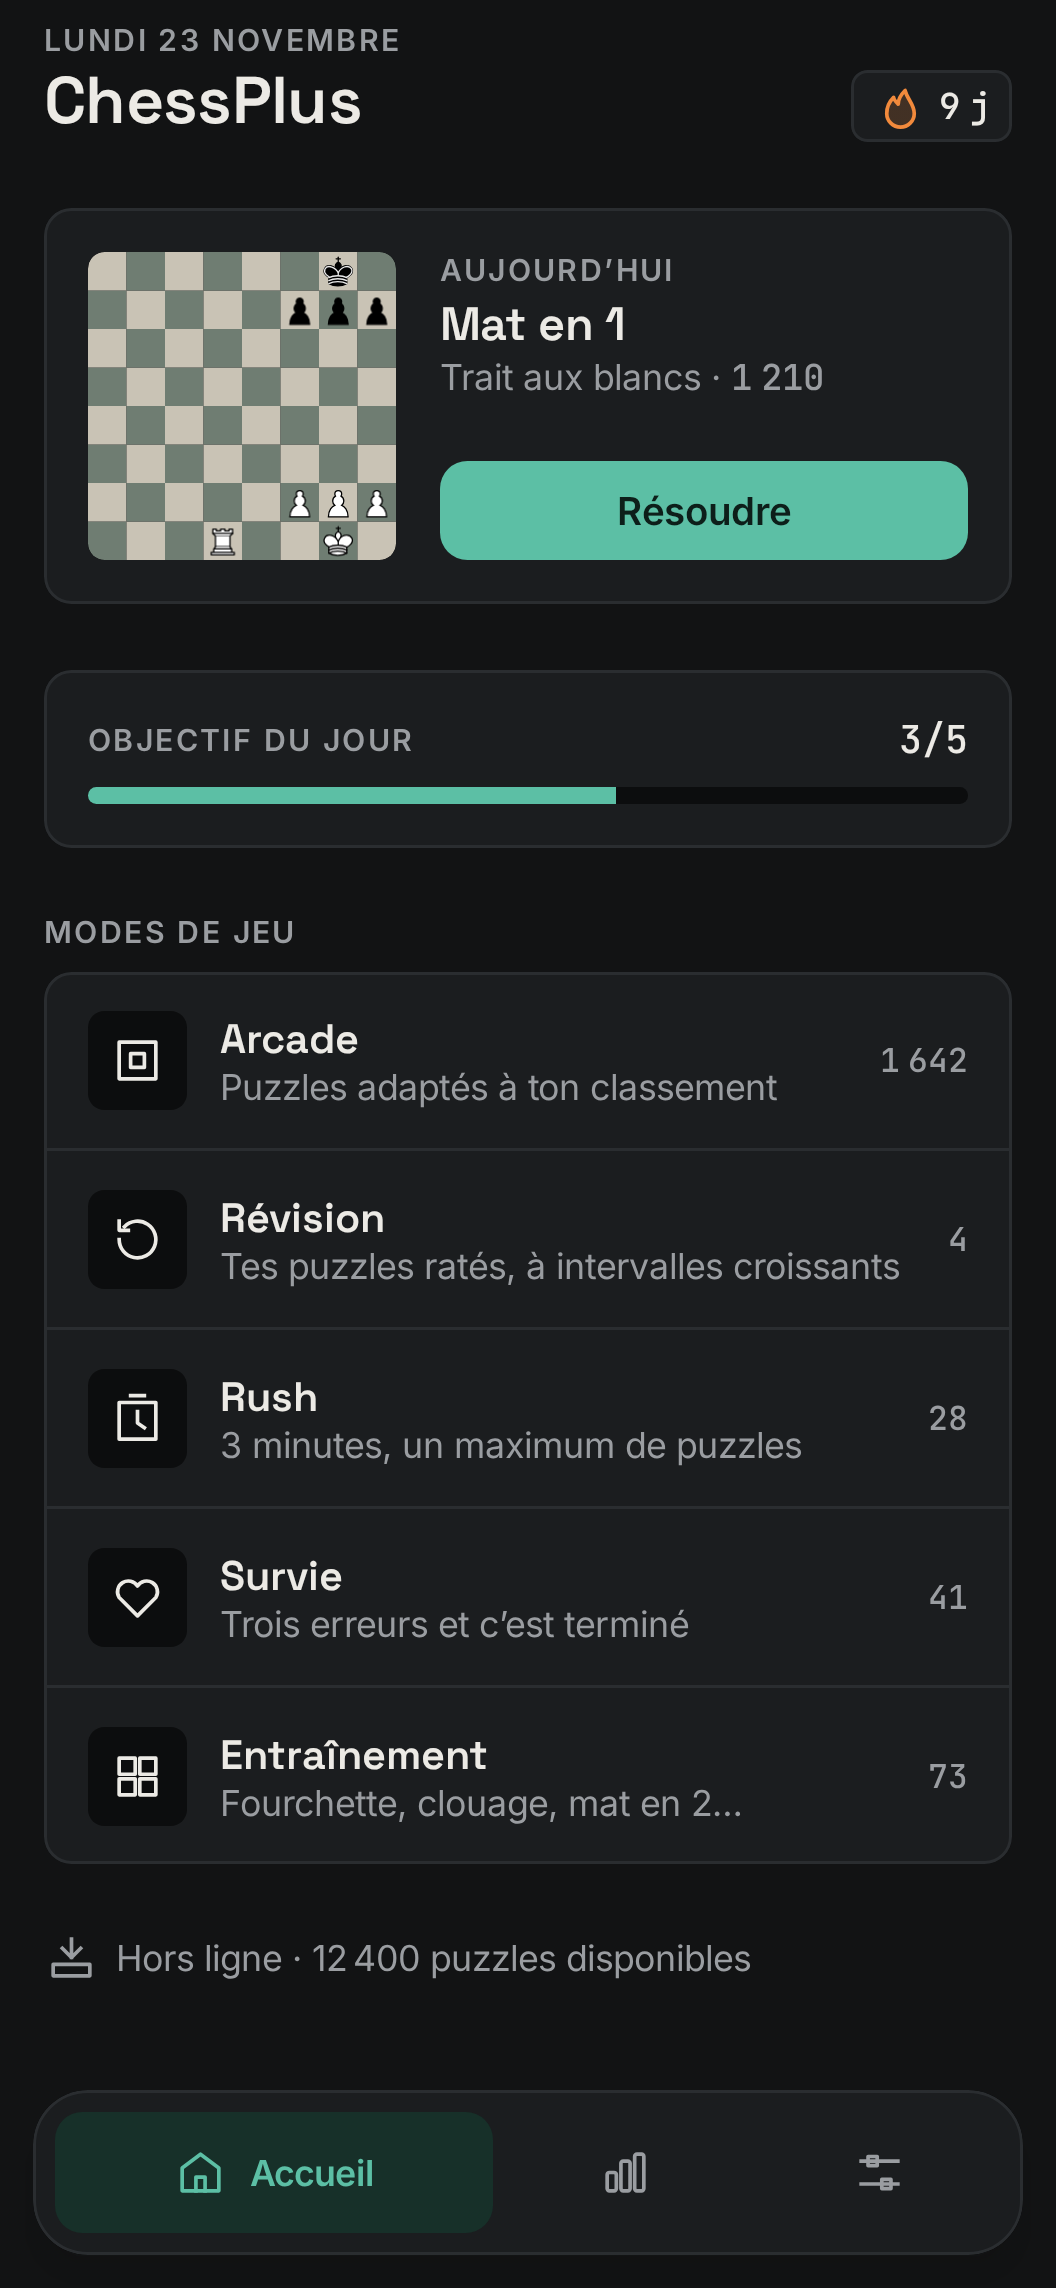 LUNDI 23 NOVEMBRE
ChessPlus
9 j
AUJOURD’HUI
Mat en 1
Trait aux blancs · 1 210
Résoudre
OBJECTIF DU JOUR
3/5
MODES DE JEU
Arcade
Puzzles adaptés à ton classement
1 642
Révision
Tes puzzles ratés, à intervalles croissants
4
Rush
3 minutes, un maximum de puzzles
28
Survie
Trois erreurs et c’est terminé
41
Entraînement
Fourchette, clouage, mat en 2…
73
Hors ligne · 12 400 puzzles disponibles
Accueil